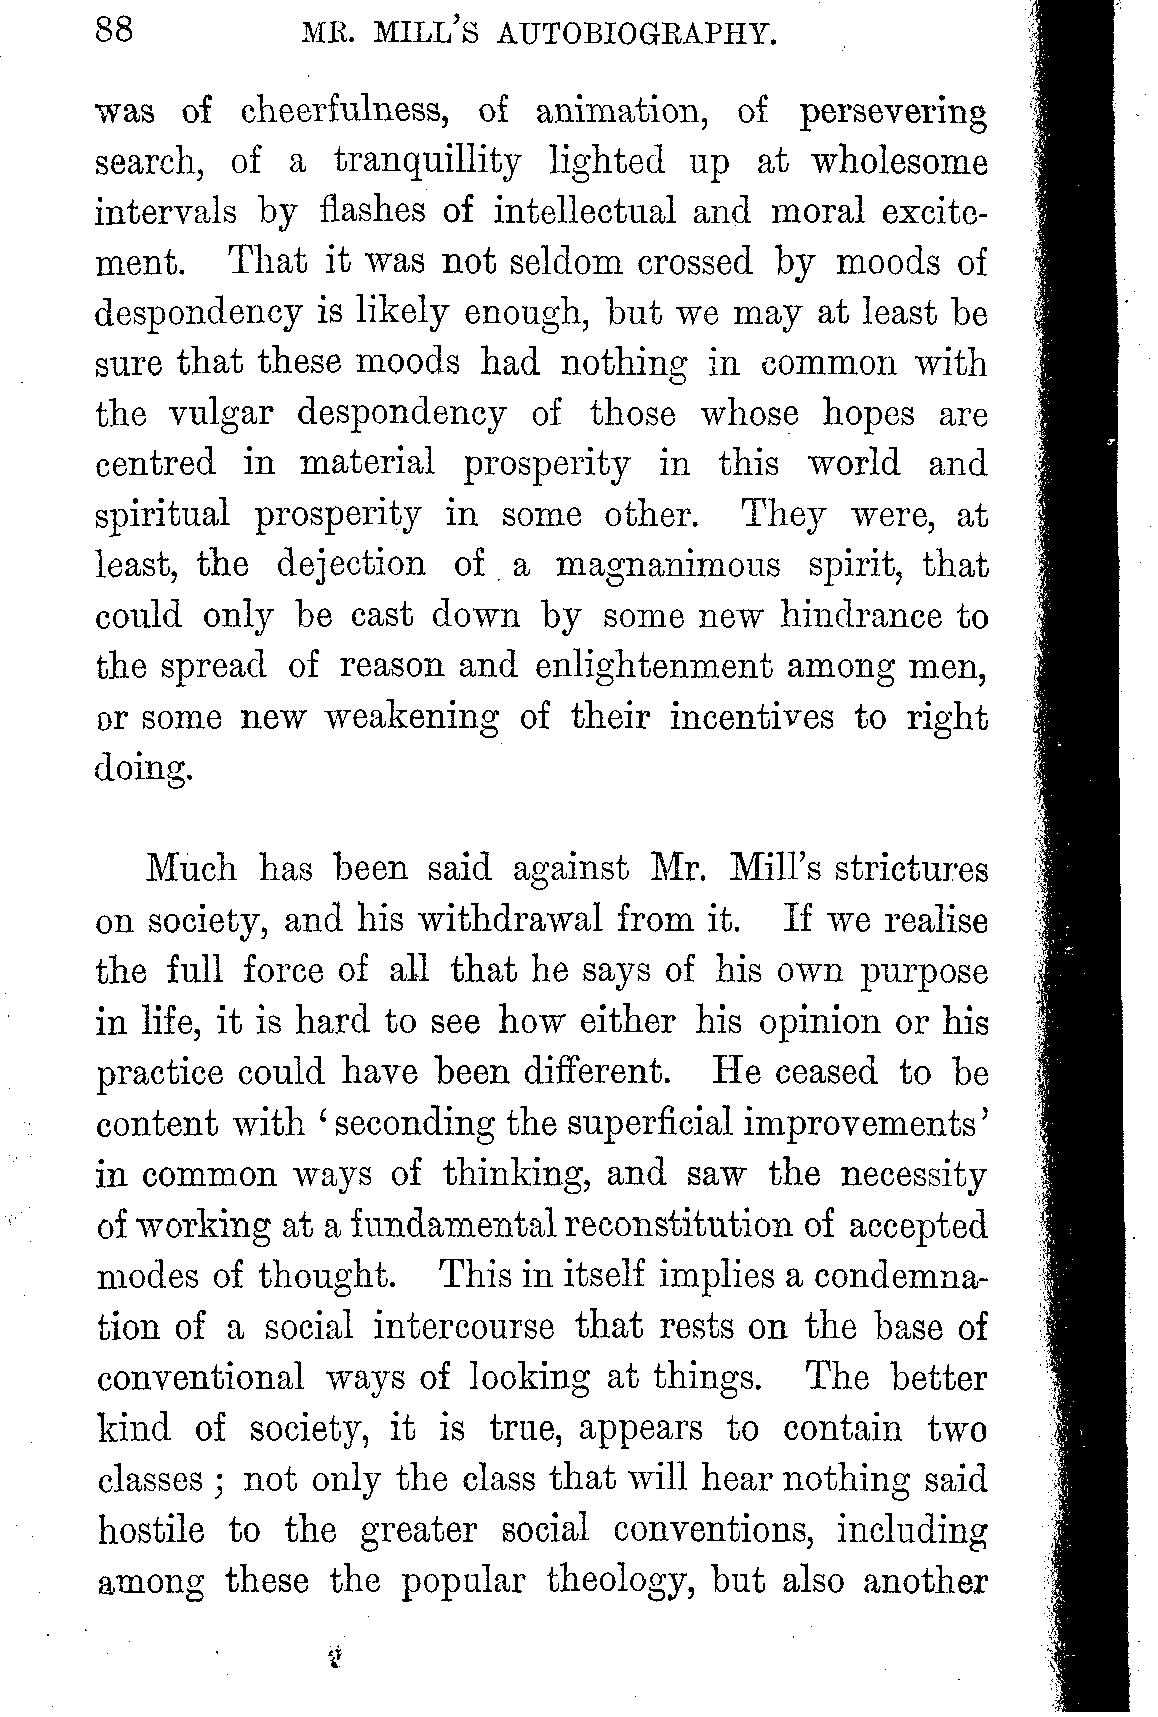 88 MR. MILL'S AUTOBIOGRAPHY.
was of cheerfulness, of animation, of persevering
search, of a tranquillity lighted up at wholesome
intervals by flashes of intellectual and moral excite-
ment. That it was not seldom crossed by moods of
despondency is likely enough, but we may at least be
sure that these moods had nothing in common with
the vulgar despondency of those whose hopes are
centred in material prosperity in this world and
spiritual prosperity in some other. They were, at
least, the dejection of a magnanimous spirit, that
could only be cast down by some new hindrance to
the spread of reason and enlightenment among men,
or some new weakening of their incentives to right
doing.
Much has been said against Mr. Mill's strictures
on society, and his withdrawal from it. If we realise
the full force of all that he says of his own purpose
in life, it is hard to see how either his opinion or his
practice could have been different. He ceased to be
content with ‘seconding the superficial improvements’
in common ways of thinking, and saw the necessity
of working at a fundamental reconstitution of accepted
modes of thought. This in itself implies a condemna-
tion of a social intercourse that rests on the base of
conventional ways of looking at things. The better
kind of society, it is true, appears to contain two
classes ; not only the class that will hear nothing said
hostile to the greater social conventions, including
among these the popular theology, but also another